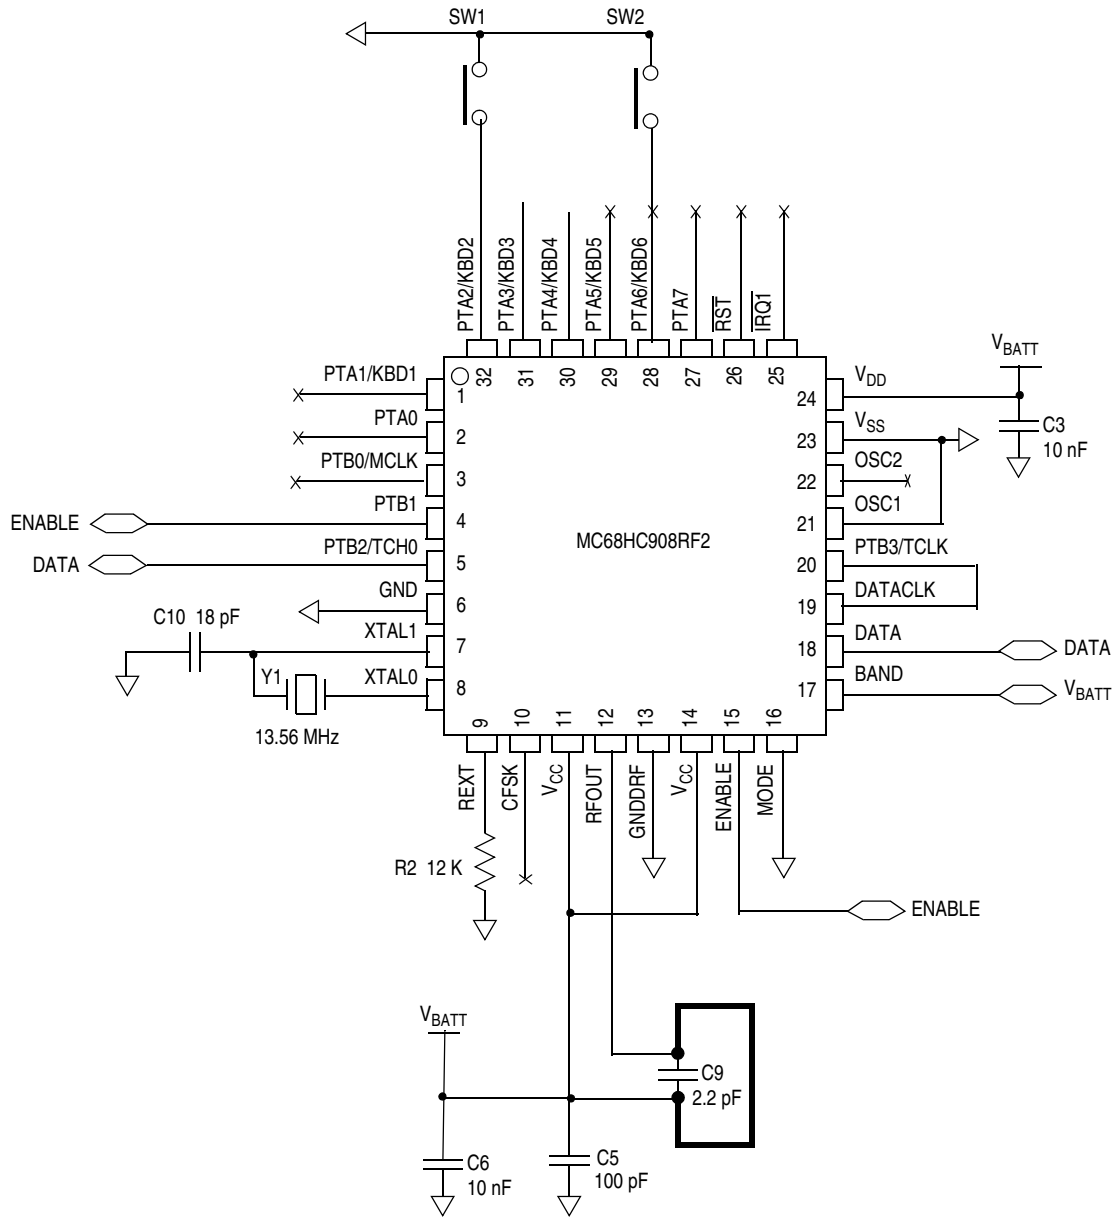 SW1 SW2
PTA2/KBD2
PTA3/KBD3
PTA4/KBD4
PTA5/KBD5
PTA6/KBD6
PTA7
RST
IRQ1
32 31 30 29 28 27 26 25
PTA1/KBD1 1
PTA0 2
PTB0/MCLK 3
ENABLE PTB1 4
DATA PTB2/TCH0 5
GND 6
C10 18 pF XTAL1 7
Y1 XTAL0 8
13.56 MHz
MC68HC908RF2
VBATT
24 VDD
C3
10 nF
23 VSS
22 OSC2
21 OSC1
20 PTB3/TCLK
19 DATACLK
18 DATA DATA
17 BAND VBATT
9 10 11 12 13 14 15 16
REXT
CFSK
VCC
RFOUT
GNDDRF
VCC
ENABLE
MODE
R2 12 K
ENABLE
VBATT
C9
2.2 pF
C6
10 nF
C5
100 pF